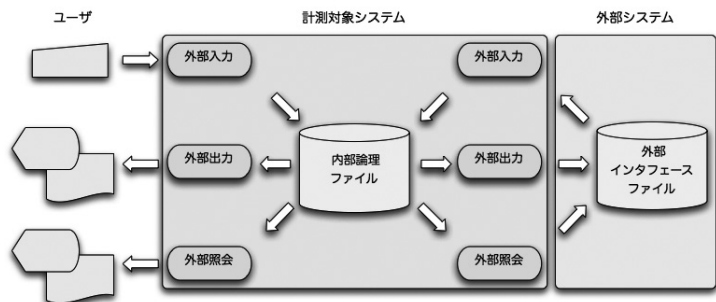 ユーザ
計測対象システム
外部システム
外部入力
外部入力
外部出力
内部論理
ファイル
外部出力
外部
インタフェース
ファイル
外部照会
外部照会